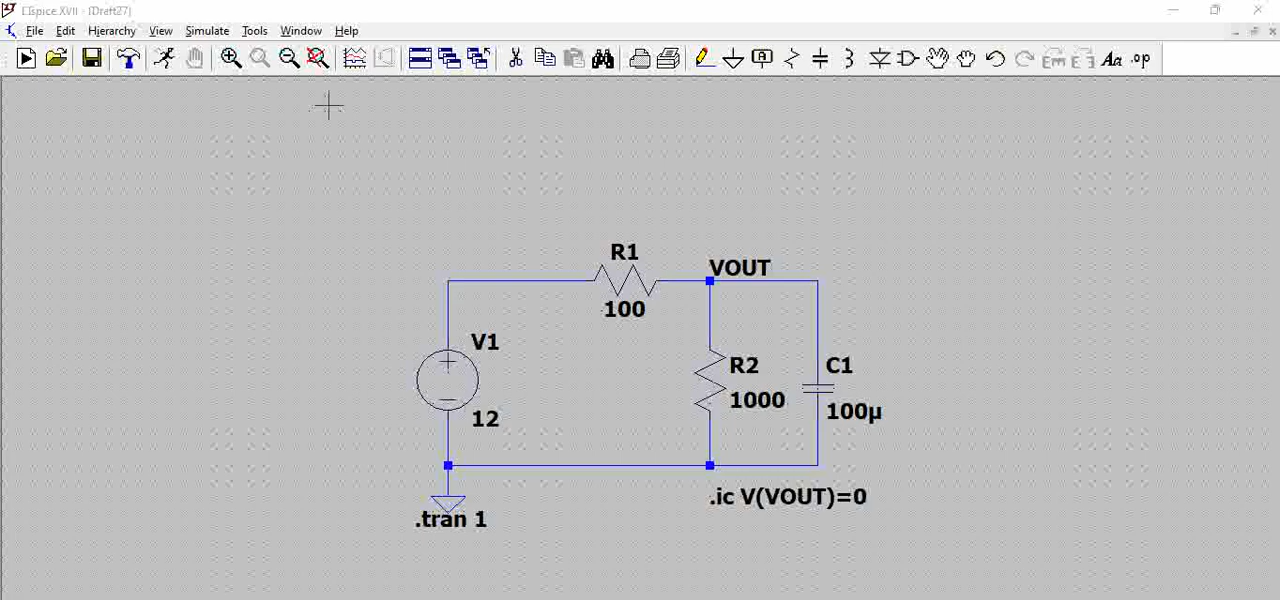 LTspice XVII - [Draft27]
File Edit Hierarchy View Simulate Tools Window Help
Aa .op
R1
VOUT
100
V1
R2
C1
1000
100µ
12
.ic V(VOUT)=0
.tran 1